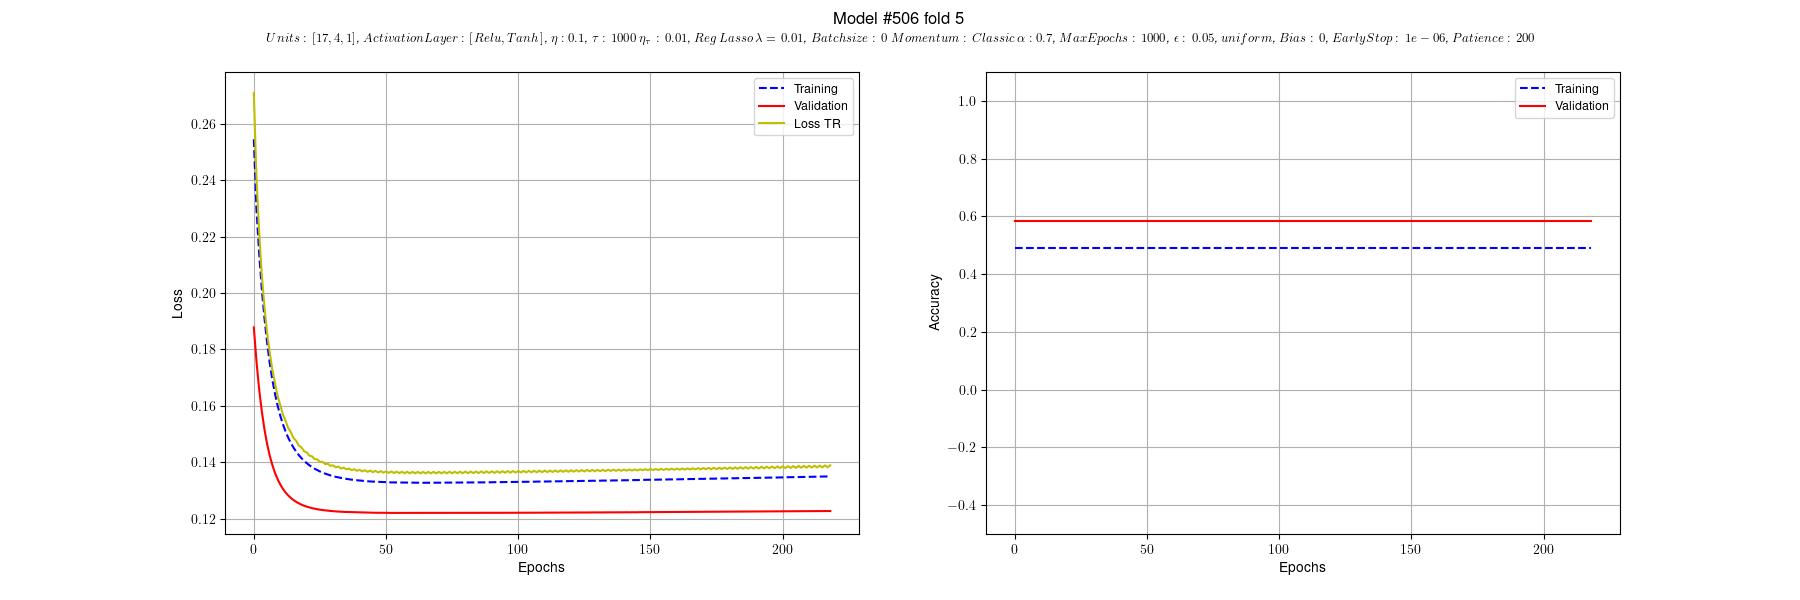 Model #506 fold 5
Units : [17, 4, 1], ActivationLayer : [Relu, Tanh], η : 0.1, τ : 1000 η_τ : 0.01, Reg Lasso λ = 0.01, Batchsize : 0 Momentum : Classic α : 0.7, MaxEpochs : 1000, ϵ : 0.05, uniform, Bias : 0, EarlyStop : 1e − 06, Patience : 200
Training
Validation
Loss TR
0.26
0.24
0.22
0.20
0.18
0.16
0.14
0.12
Loss
0 50 100 150 200
Epochs
Training
Validation
1.0
0.8
0.6
0.4
0.2
0.0
−0.2
−0.4
Accuracy
0 50 100 150 200
Epochs